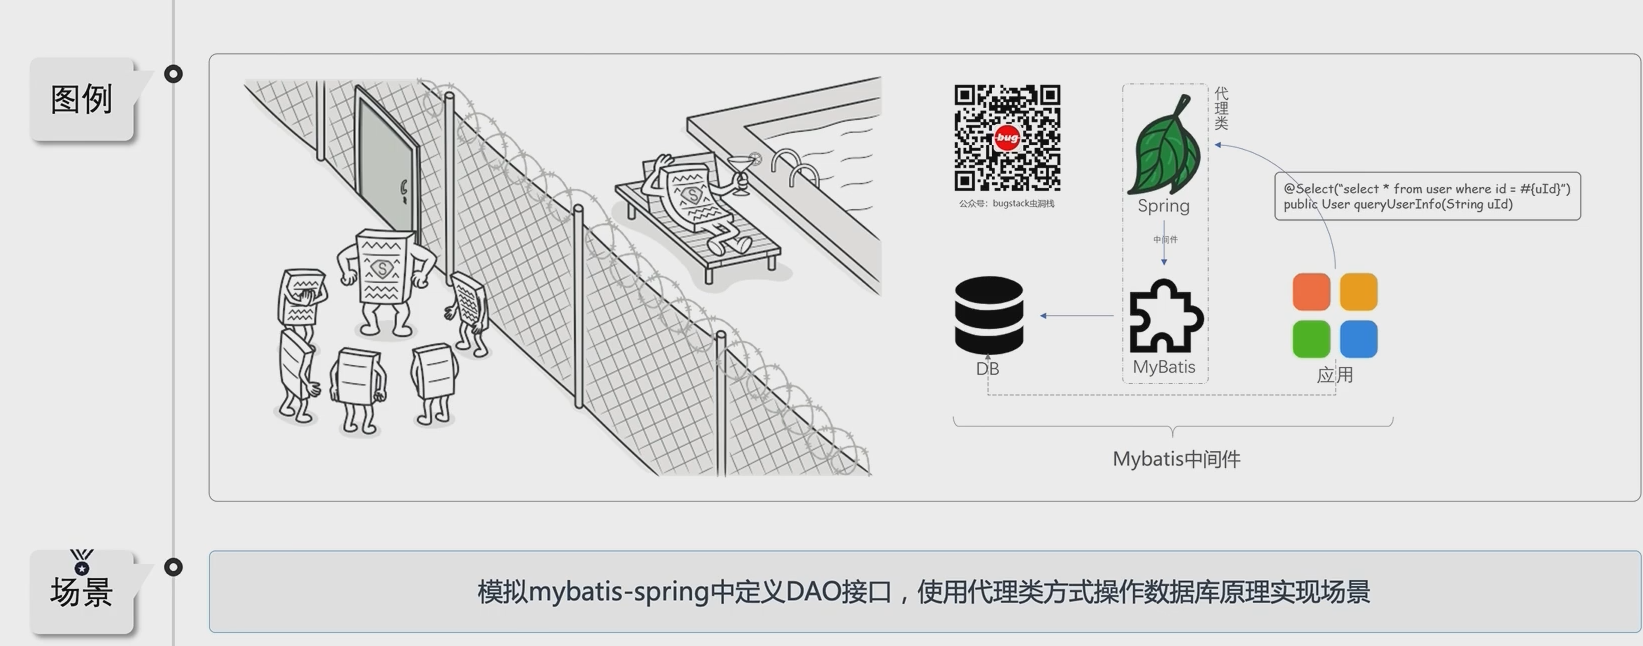 图例
bug
公众号：bugstack虫洞栈
代理类
Spring
中间件
MyBatis
DB
@Select("select * from user where id = #{uId}")
public User queryUserInfo(String uId)
应用
Mybatis中间件
场景
模拟mybatis-spring中定义DAO接口，使用代理类方式操作数据库原理实现场景